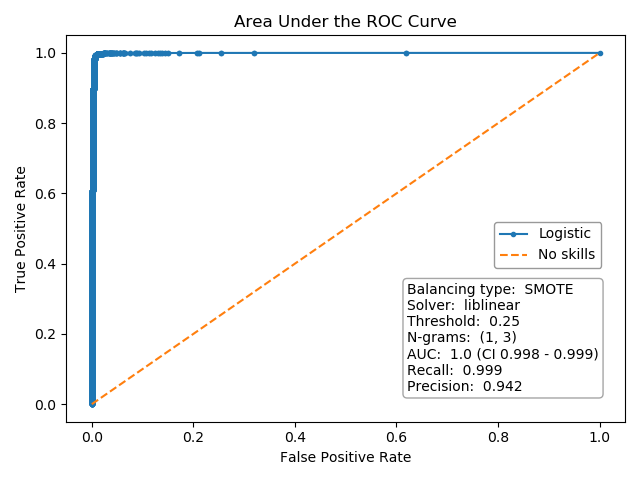 Area Under the ROC Curve
True Positive Rate
1.0
0.8
0.6
0.4
0.2
0.0
Logistic
No skills
Balancing type:  SMOTE
Solver:  liblinear
Threshold:  0.25
N-grams:  (1, 3)
AUC:  1.0 (CI 0.998 - 0.999)
Recall:  0.999
Precision:  0.942
0.0 0.2 0.4 0.6 0.8 1.0
False Positive Rate